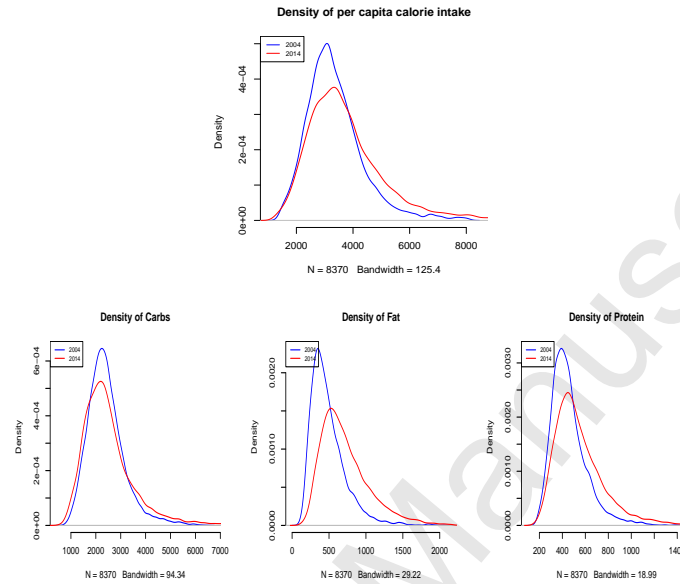 Density of per capita calorie intake
2004
2014
Density
0e+00
2e-04
4e-04
2000 4000 6000 8000
N = 8370 Bandwidth = 125.4
Density of Carbs
2004
2014
Density
0e+00
2e-04
4e-04
6e-04
1000 2000 3000 4000 5000 6000 7000
N = 8370 Bandwidth = 94.34
Density of Fat
2004
2014
Density
0.0000
0.0010
0.0020
0 500 1000 1500 2000
N = 8370 Bandwidth = 29.22
Density of Protein
2004
2014
Density
0.0000
0.0010
0.0020
0.0030
200 400 600 800 1000 1400
N = 8370 Bandwidth = 18.99
Manus